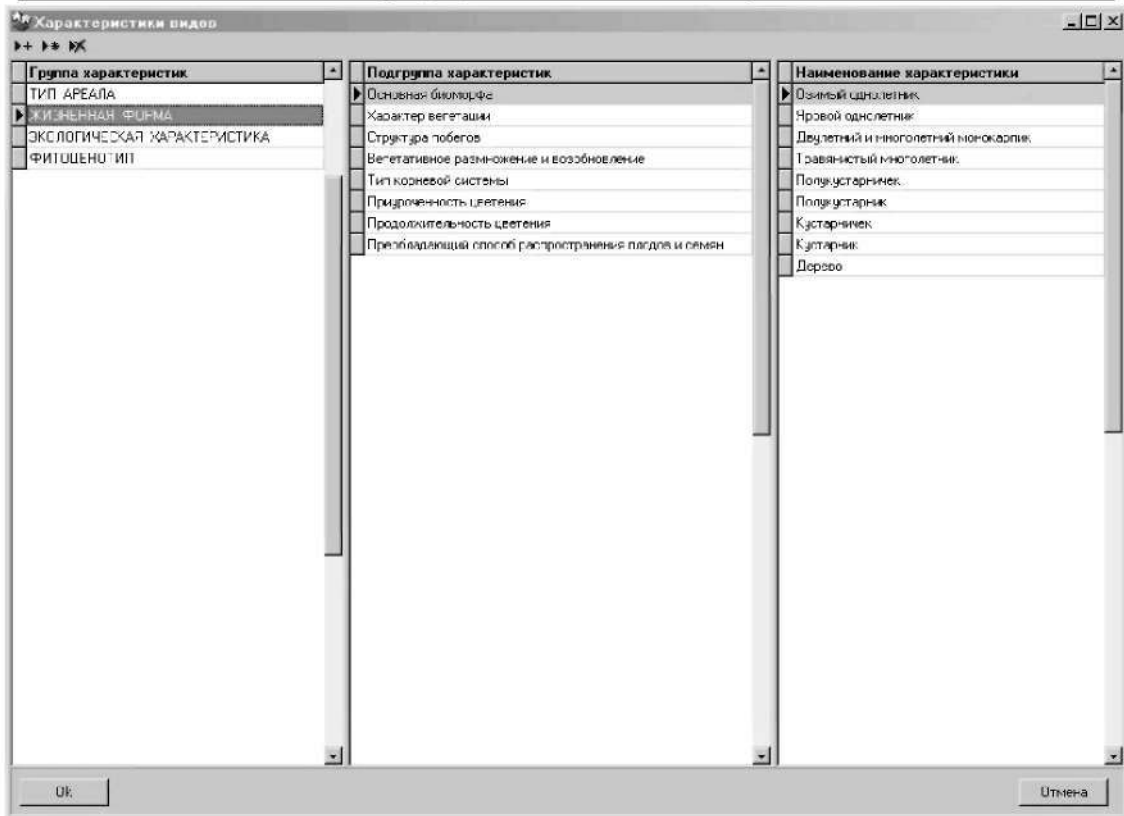 Характеристики видов
Группа характеристик
ТИП АРЕАЛА
ЖИЗНЕННАЯ ФОРМА
ЭКОЛОГИЧЕСКАЯ ХАРАКТЕРИСТИКА
ФИТОЦЕНОТИП
Подгруппа характеристик
Основная биоморфа
Характер вегетации
Структура побегов
Вегетативное размножение и возобновление
Тип корневой системы
Приуроченность цветения
Продолжительность цветения
Преобладающий способ распространения плодов и семян
Наименование характеристики
Озимый однолетник
Яровой однолетник
Двулетний и многолетний монокарпик
Травянистый многолетник
Полукустарничек
Полукустарник
Кустарничек
Кустарник
Дерево
Ok
Отмена